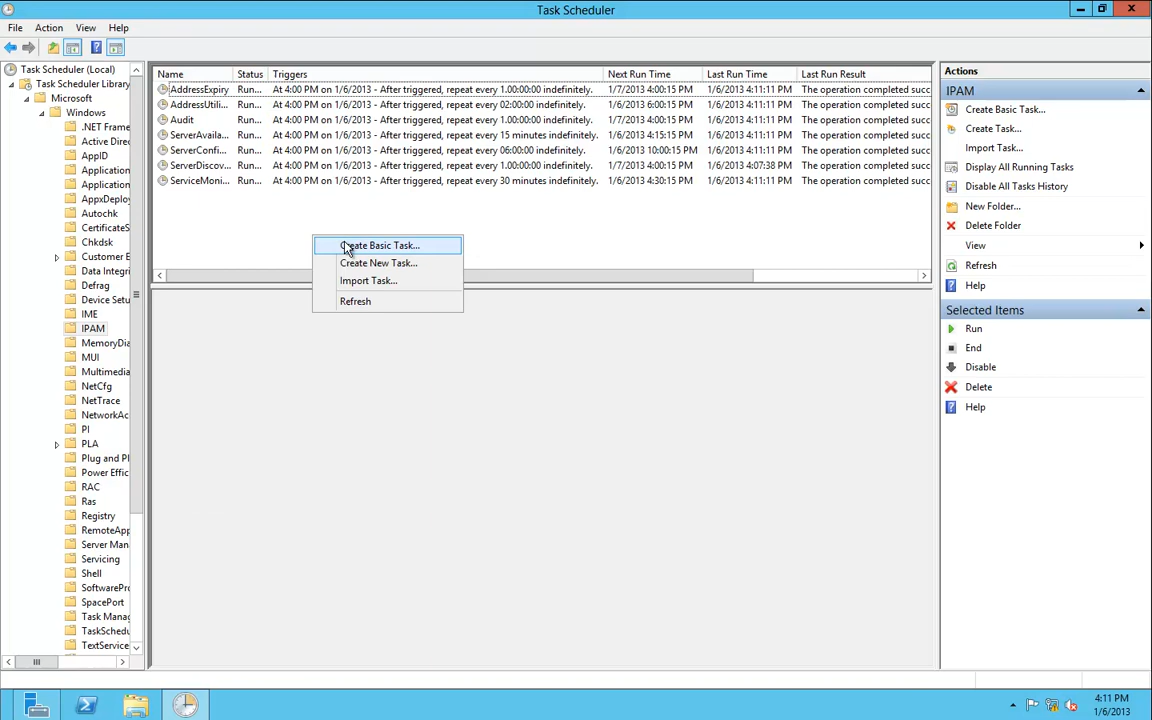 Task Scheduler
File Action View Help
Task Scheduler (Local)
Task Scheduler Library
Microsoft
Windows
.NET Frame
Active Direc
AppID
Application
Application
AppxDeploy
Autochk
CertificateS
Chkdsk
Customer E
Data Integri
Defrag
Device Setu
IME
IPAM
MemoryDia
MUI
Multimedia
NetCfg
NetTrace
NetworkAc
PI
PLA
Plug and Pl
Power Effic
RAC
Ras
Registry
RemoteApp
Server Man
Servicing
Shell
SoftwarePro
SpacePort
Task Manag
TaskSchedu
TextService
Name Status Triggers Next Run Time Last Run Time Last Run Result
AddressExpiry Run... At 4:00 PM on 1/6/2013 - After triggered, repeat every 1.00:00:00 indefinitely. 1/7/2013 4:00:15 PM 1/6/2013 4:11:11 PM The operation completed succ
AddressUtili... Run... At 4:00 PM on 1/6/2013 - After triggered, repeat every 02:00:00 indefinitely. 1/6/2013 6:00:15 PM 1/6/2013 4:11:11 PM The operation completed succ
Audit Run... At 4:00 PM on 1/6/2013 - After triggered, repeat every 1.00:00:00 indefinitely. 1/7/2013 4:00:15 PM 1/6/2013 4:11:11 PM The operation completed succ
ServerAvaila... Run... At 4:00 PM on 1/6/2013 - After triggered, repeat every 15 minutes indefinitely. 1/6/2013 4:15:15 PM 1/6/2013 4:11:11 PM The operation completed succ
ServerConfi... Run... At 4:00 PM on 1/6/2013 - After triggered, repeat every 06:00:00 indefinitely. 1/6/2013 10:00:15 PM 1/6/2013 4:11:11 PM The operation completed succ
ServerDiscov... Run... At 4:00 PM on 1/6/2013 - After triggered, repeat every 1.00:00:00 indefinitely. 1/7/2013 4:00:15 PM 1/6/2013 4:07:38 PM The operation completed succ
ServiceMoni... Run... At 4:00 PM on 1/6/2013 - After triggered, repeat every 30 minutes indefinitely. 1/6/2013 4:30:15 PM 1/6/2013 4:11:11 PM The operation completed succ
Create Basic Task...
Create New Task...
Import Task...
Refresh
Actions
IPAM
Create Basic Task...
Create Task...
Import Task...
Display All Running Tasks
Disable All Tasks History
New Folder...
Delete Folder
View
Refresh
Help
Selected Items
Run
End
Disable
Delete
Help
4:11 PM
1/6/2013